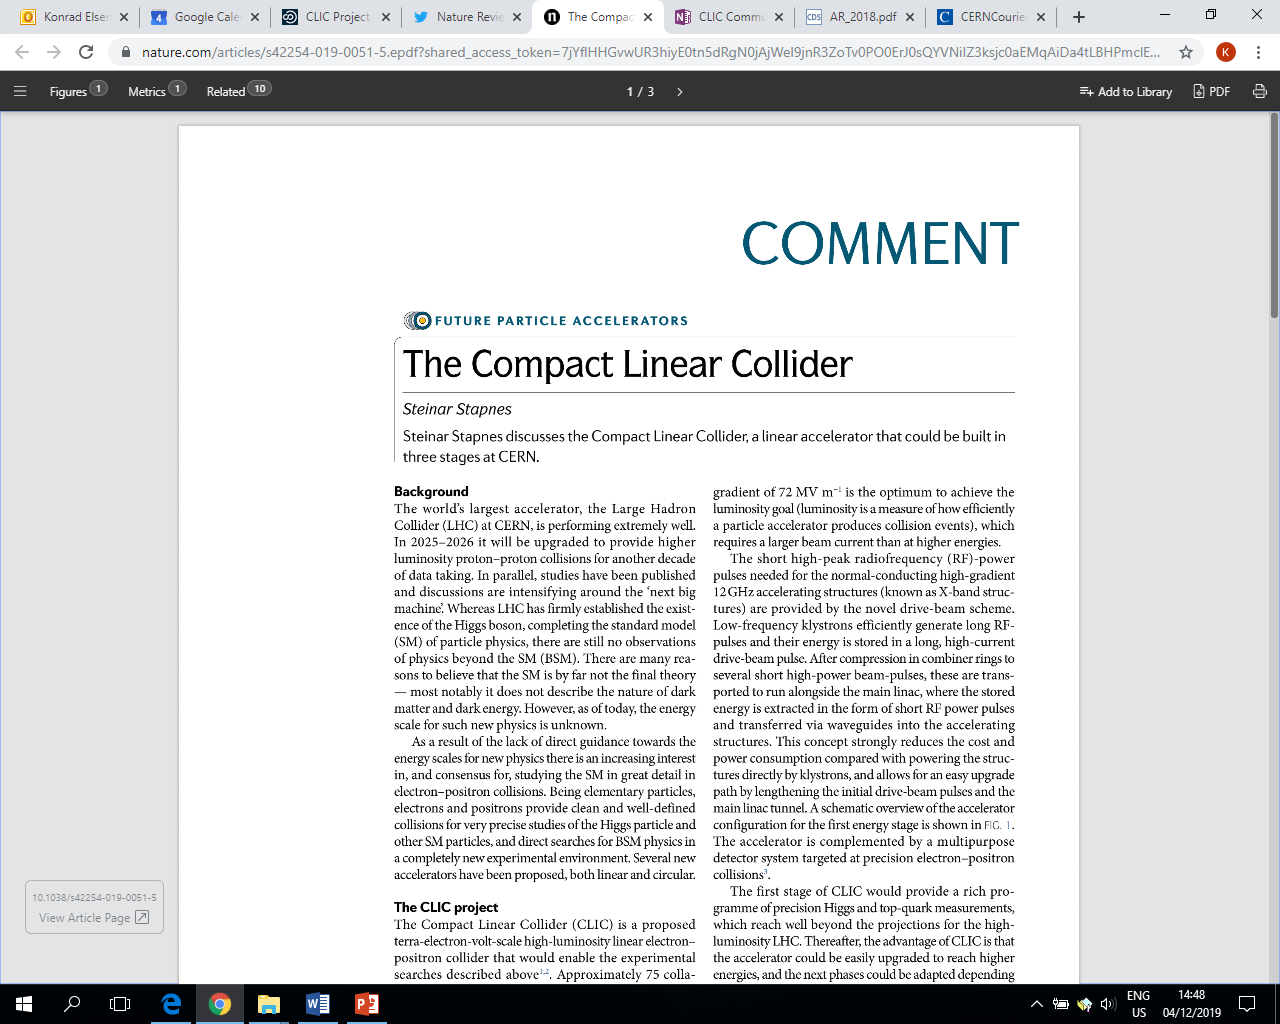 Konrad Elser
Google Cale
CLIC Project
Nature Revie
The Compac
CLIC Commu
AR_2018.pdf
CERNCourie
nature.com/articles/s42254-019-0051-5.epdf?shared_access_token=7jYflHHGvwUR3hiyE0tn5dRgN0jAjWel9jnR3ZoTv0PO0ErJ0sQYVNiIZ3ksjc0aEMqAiDa4tLBHPmclE...
K
Figures 1
Metrics 1
Related 10
1 / 3
Add to Library
PDF
COMMENT
FUTURE PARTICLE ACCELERATORS
The Compact Linear Collider
Steinar Stapnes
Steinar Stapnes discusses the Compact Linear Collider, a linear accelerator that could be built in
three stages at CERN.
Background
The world's largest accelerator, the Large Hadron
Collider (LHC) at CERN, is performing extremely well.
In 2025–2026 it will be upgraded to provide higher
luminosity proton–proton collisions for another decade
of data taking. In parallel, studies have been published
and discussions are intensifying around the 'next big
machine'. Whereas LHC has firmly established the exist-
ence of the Higgs boson, completing the standard model
(SM) of particle physics, there are still no observations
of physics beyond the SM (BSM). There are many rea-
sons to believe that the SM is by far not the final theory
— most notably it does not describe the nature of dark
matter and dark energy. However, as of today, the energy
scale for such new physics is unknown.
As a result of the lack of direct guidance towards the
energy scales for new physics there is an increasing interest
in, and consensus for, studying the SM in great detail in
electron–positron collisions. Being elementary particles,
electrons and positrons provide clean and well-defined
collisions for very precise studies of the Higgs particle and
other SM particles, and direct searches for BSM physics in
a completely new experimental environment. Several new
accelerators have been proposed, both linear and circular.
The CLIC project
The Compact Linear Collider (CLIC) is a proposed
terra-electron-volt-scale high-luminosity linear electron–
positron collider that would enable the experimental
searches described above1,2. Approximately 75 colla-
gradient of 72 MV m−1 is the optimum to achieve the
luminosity goal (luminosity is a measure of how efficiently
a particle accelerator produces collision events), which
requires a larger beam current than at higher energies.
The short high-peak radiofrequency (RF)-power
pulses needed for the normal-conducting high-gradient
12 GHz accelerating structures (known as X-band struc-
tures) are provided by the novel drive-beam scheme.
Low-frequency klystrons efficiently generate long RF-
pulses and their energy is stored in a long, high-current
drive-beam pulse. After compression in combiner rings to
several short high-power beam-pulses, these are trans-
ported to run alongside the main linac, where the stored
energy is extracted in the form of short RF power pulses
and transferred via waveguides into the accelerating
structures. This concept strongly reduces the cost and
power consumption compared with powering the struc-
tures directly by klystrons, and allows for an easy upgrade
path by lengthening the initial drive-beam pulses and the
main linac tunnel. A schematic overview of the accelerator
configuration for the first energy stage is shown in FIG. 1.
The accelerator is complemented by a multipurpose
detector system targeted at precision electron–positron
collisions3.
The first stage of CLIC would provide a rich pro-
gramme of precision Higgs and top-quark measurements,
which reach well beyond the projections for the high-
luminosity LHC. Thereafter, the advantage of CLIC is that
the accelerator could be easily upgraded to reach higher
energies, and the next phases could be adapted depending
10.1038/s42254-019-0051-5
View Article Page
ENG
US
14:48
04/12/2019